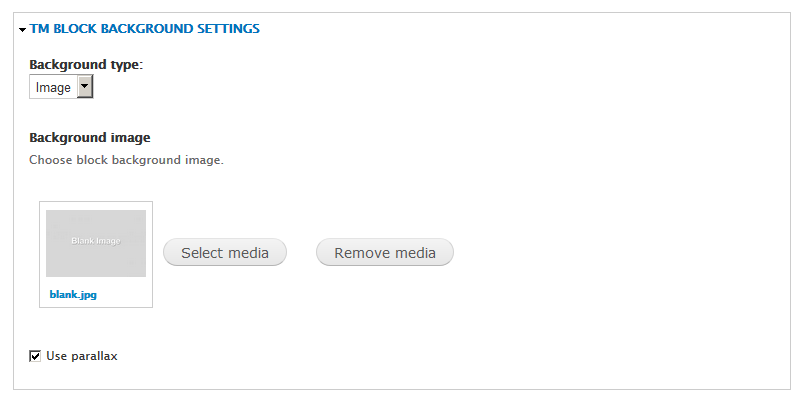 TM BLOCK BACKGROUND SETTINGS
Background type:
Image
Background image
Choose block background image.
Blank Image
Select media
Remove media
blank.jpg
Use parallax